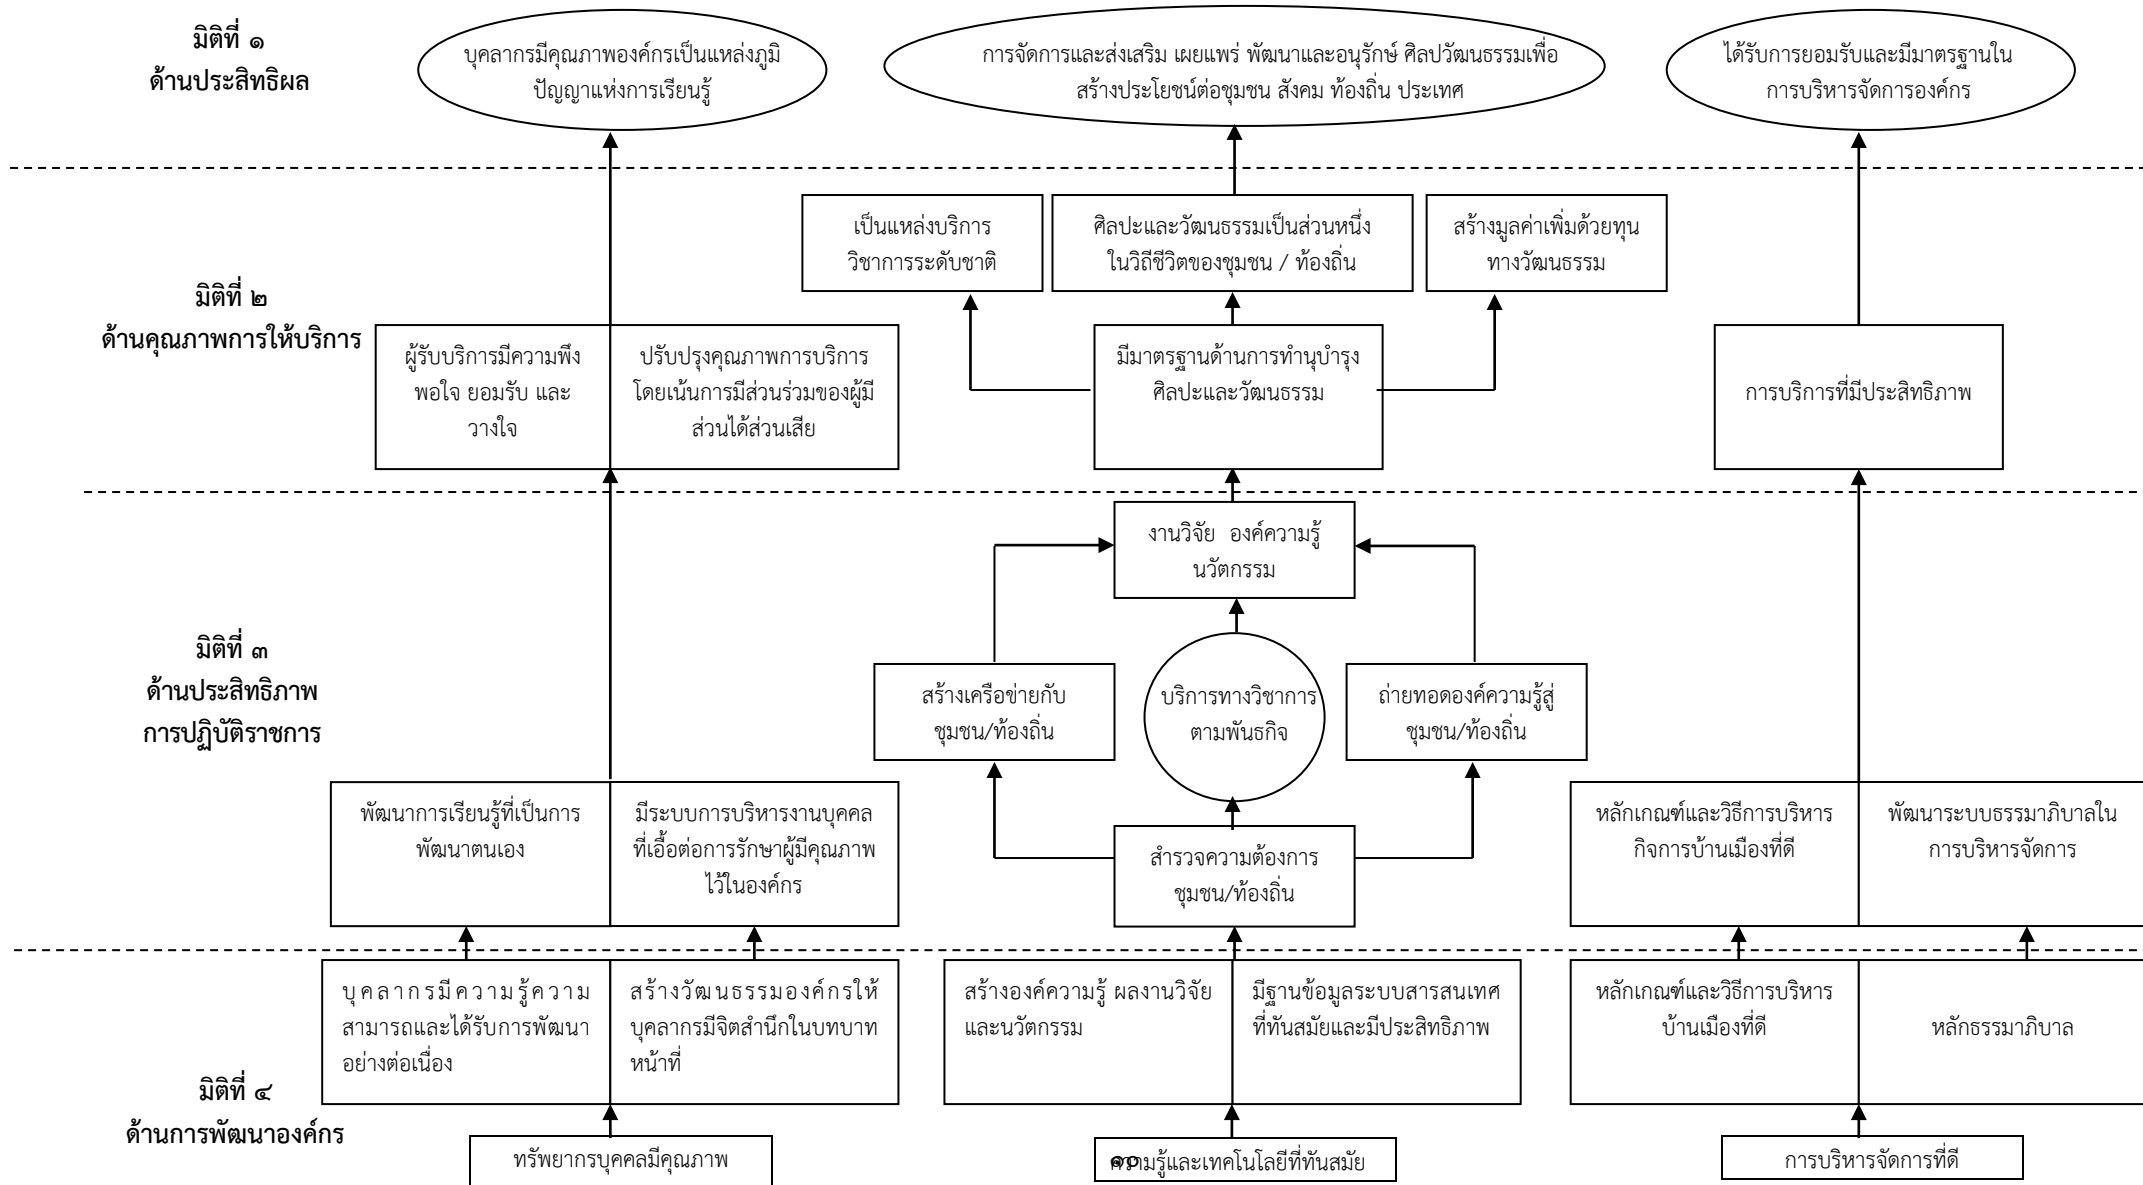 มิติที่ ๑
ด้านประสิทธิผล
บุคลากรมีคุณภาพองค์กรเป็นแหล่งภูมิ
ปัญญาแห่งการเรียนรู้
การจัดการและส่งเสริม เผยแพร่ พัฒนาและอนุรักษ์ ศิลปวัฒนธรรมเพื่อ
สร้างประโยชน์ต่อชุมชน สังคม ท้องถิ่น ประเทศ
ได้รับการยอมรับและมีมาตรฐานใน
การบริหารจัดการองค์กร
มิติที่ ๒
ด้านคุณภาพการให้บริการ
เป็นแหล่งบริการ
วิชาการระดับชาติ
ศิลปะและวัฒนธรรมเป็นส่วนหนึ่ง
ในวิถีชีวิตของชุมชน / ท้องถิ่น
สร้างมูลค่าเพิ่มด้วยทุน
ทางวัฒนธรรม
ผู้รับบริการมีความพึง
พอใจ ยอมรับ และ
วางใจ
ปรับปรุงคุณภาพการบริการ
โดยเน้นการมีส่วนร่วมของผู้มี
ส่วนได้ส่วนเสีย
มีมาตรฐานด้านการทำนุบำรุง
ศิลปะและวัฒนธรรม
การบริการที่มีประสิทธิภาพ
มิติที่ ๓
ด้านประสิทธิภาพ
การปฏิบัติราชการ
งานวิจัย องค์ความรู้
นวัตกรรม
สร้างเครือข่ายกับ
ชุมชน/ท้องถิ่น
บริการทางวิชาการ
ตามพันธกิจ
ถ่ายทอดองค์ความรู้สู่
ชุมชน/ท้องถิ่น
พัฒนาการเรียนรู้ที่เป็นการ
พัฒนาตนเอง
มีระบบการบริหารงานบุคคล
ที่เอื้อต่อการรักษาผู้มีคุณภาพ
ไว้ในองค์กร
สำรวจความต้องการ
ชุมชน/ท้องถิ่น
หลักเกณฑ์และวิธีการบริหาร
กิจการบ้านเมืองที่ดี
พัฒนาระบบธรรมาภิบาลใน
การบริหารจัดการ
มิติที่ ๔
ด้านการพัฒนาองค์กร
บุคลากรมีความรู้ความ
สามารถและได้รับการพัฒนา
อย่างต่อเนื่อง
สร้างวัฒนธรรมองค์กรให้
บุคลากรมีจิตสำนึกในบทบาท
หน้าที่
สร้างองค์ความรู้ ผลงานวิจัย
และนวัตกรรม
มีฐานข้อมูลระบบสารสนเทศ
ที่ทันสมัยและมีประสิทธิภาพ
หลักเกณฑ์และวิธีการบริหาร
บ้านเมืองที่ดี
หลักธรรมาภิบาล
ทรัพยากรบุคคลมีคุณภาพ
ความรู้และเทคโนโลยีที่ทันสมัย
๑๐
การบริหารจัดการที่ดี